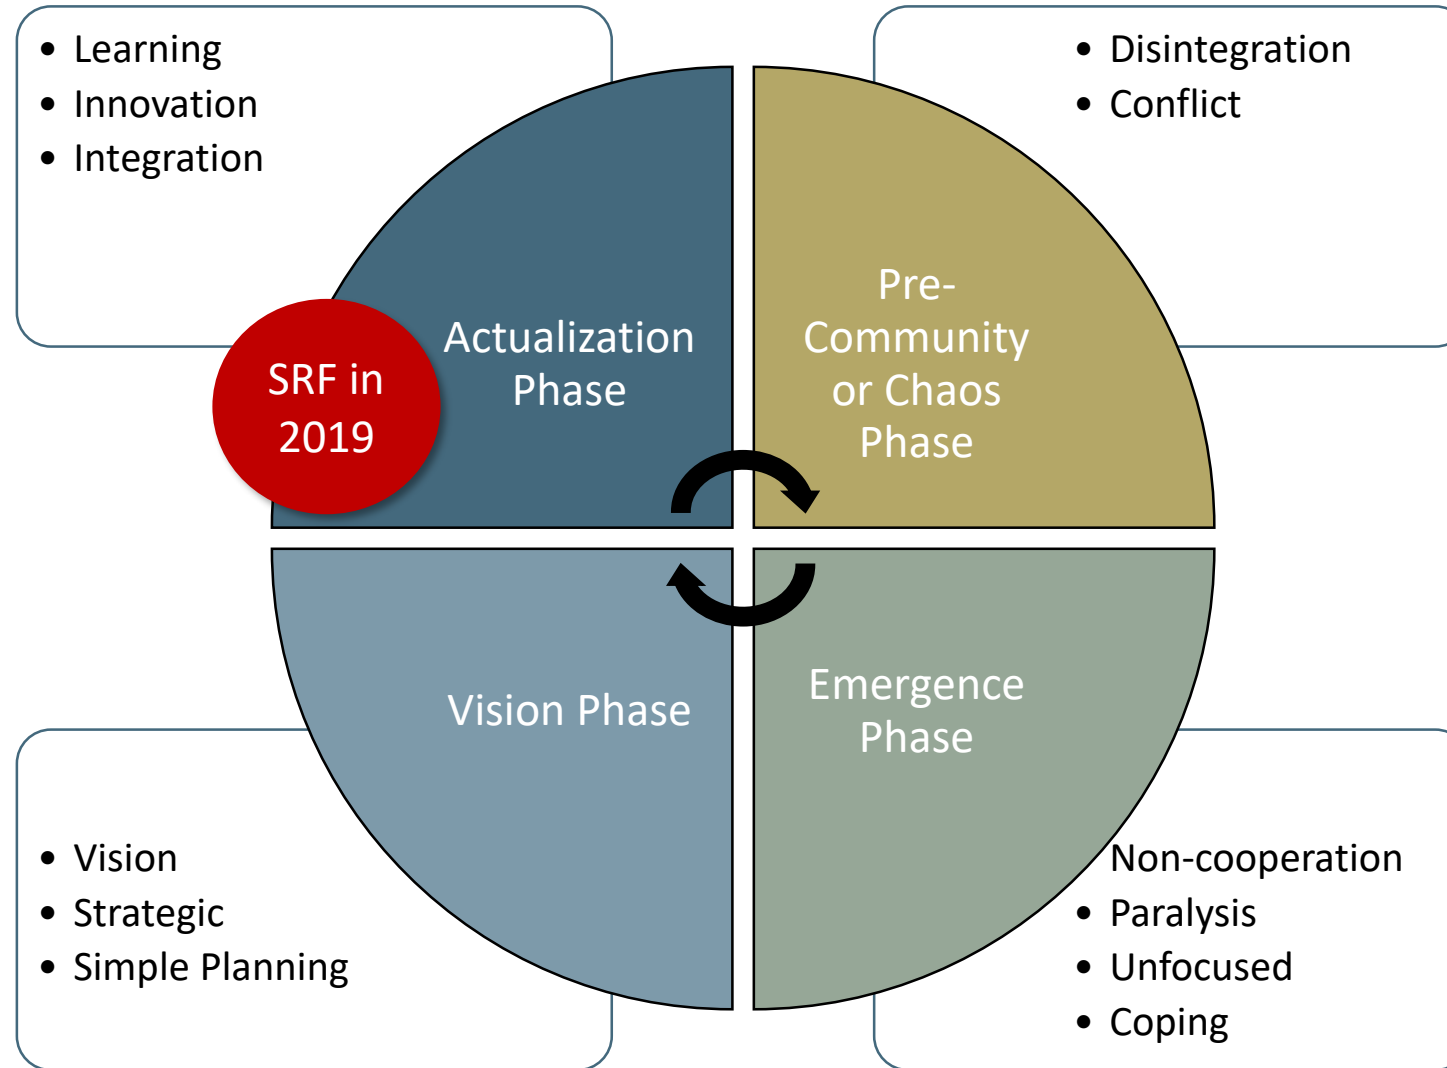 • Learning
• Innovation
• Integration
• Disintegration
• Conflict
Actualization
Phase
Pre-
Community
or Chaos
Phase
SRF in
2019
Vision Phase
Emergence
Phase
• Vision
• Strategic
• Simple Planning
Non-cooperation
• Paralysis
• Unfocused
• Coping